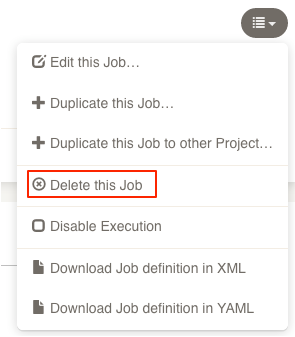 Edit this Job…
Duplicate this Job…
Duplicate this Job to other Project…
Delete this Job
Disable Execution
Download Job definition in XML
Download Job definition in YAML